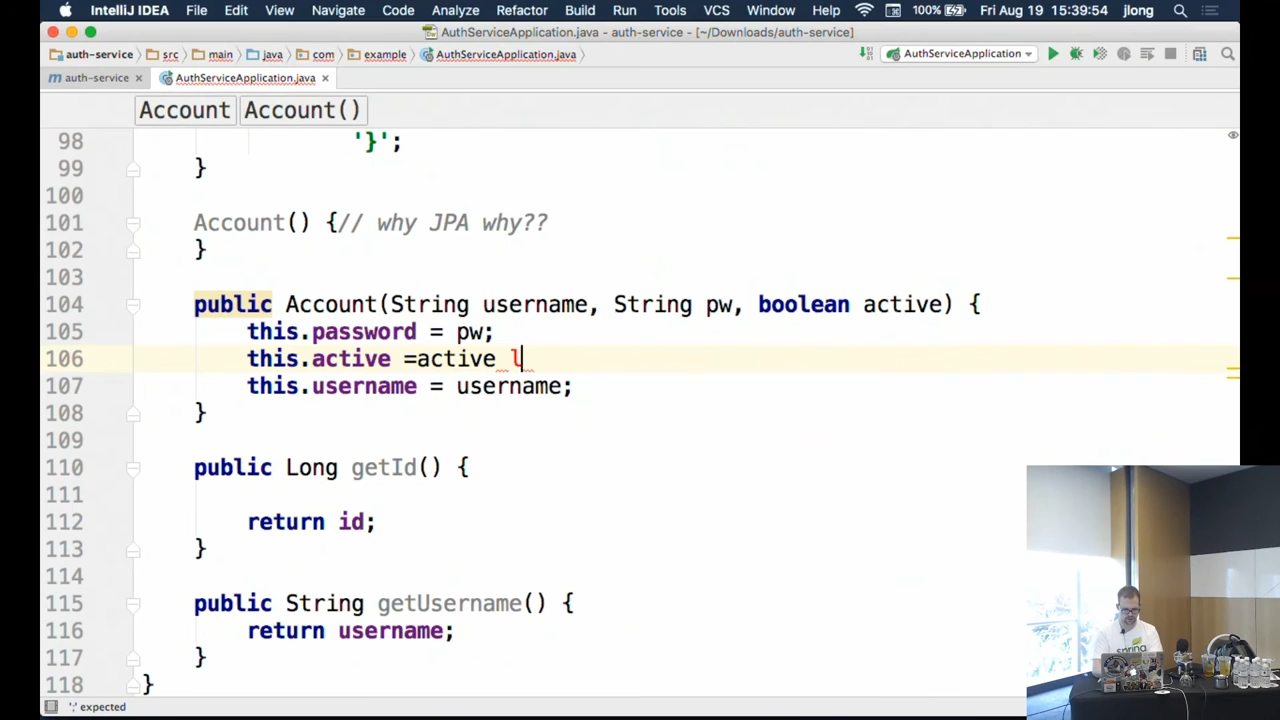 IntelliJ IDEA File Edit View Navigate Code Analyze Refactor Build Run Tools VCS Window Help 100% Fri Aug 19 15:39:54 jlong
AuthServiceApplication.java - auth-service - [~/Downloads/auth-service]
auth-service src main java com example AuthServiceApplication.java AuthServiceApplication
m auth-service AuthServiceApplication.java
Account Account()
98 '}';
99 }
100
101 Account() {// why JPA why??
102 }
103
104 public Account(String username, String pw, boolean active) {
105 this.password = pw;
106 this.active =active l
107 this.username = username;
108 }
109
110 public Long getId() {
111
112 return id;
113 }
114
115 public String getUsername() {
116 return username;
117 }
118 }
';' expected
spring